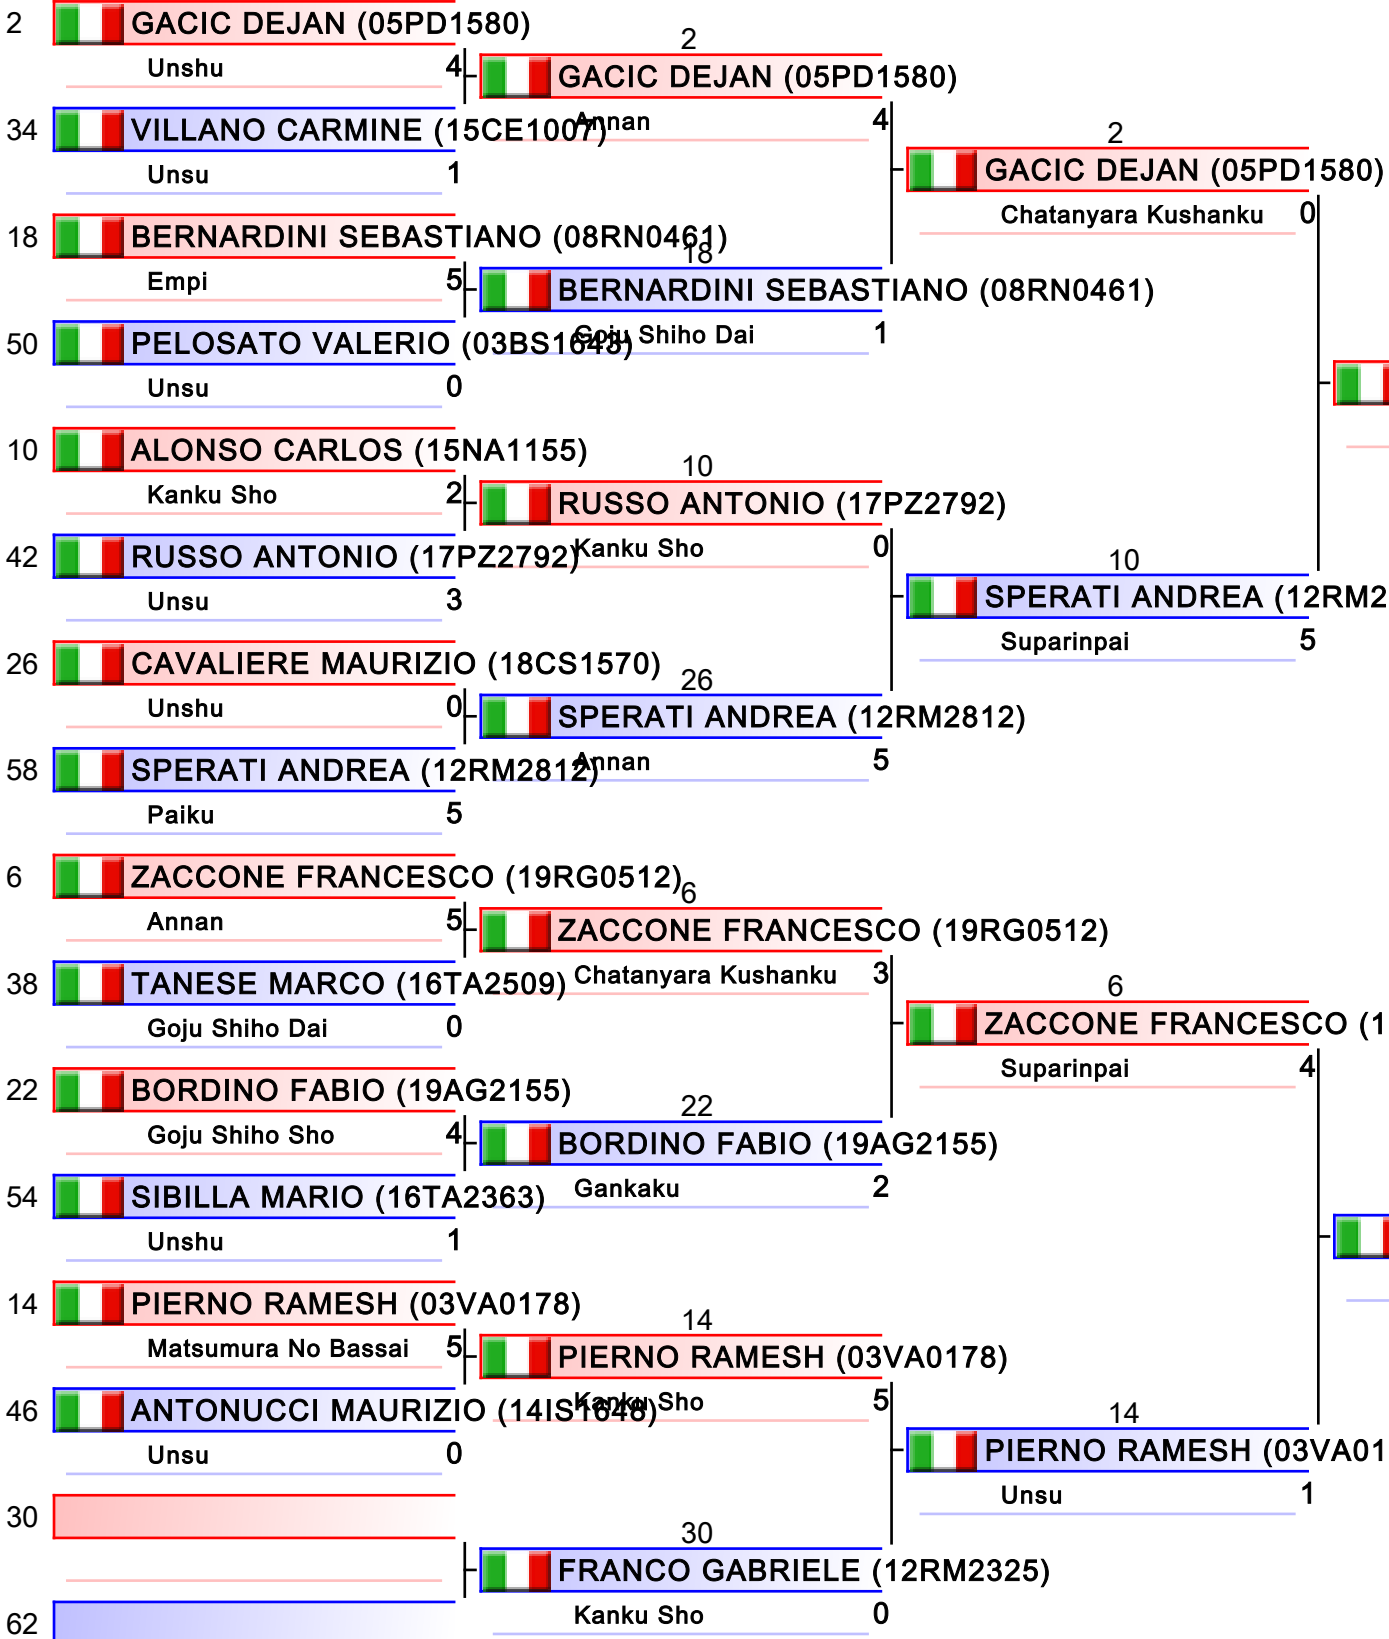 2 GACIC DEJAN (05PD1580)
Unshu 4
34 VILLANO CARMINE (15CE1007)
Unsu 1
18 BERNARDINI SEBASTIANO (08RN0461)
Empi 5
50 PELOSATO VALERIO (03BS1643)
Unsu 0
10 ALONSO CARLOS (15NA1155)
Kanku Sho 2
42 RUSSO ANTONIO (17PZ2792)
Unsu 3
26 CAVALIERE MAURIZIO (18CS1570)
Unshu 0
58 SPERATI ANDREA (12RM2812)
Paiku 5
6 ZACCONE FRANCESCO (19RG0512)
Annan 5
38 TANESE MARCO (16TA2509)
Goju Shiho Dai 0
22 BORDINO FABIO (19AG2155)
Goju Shiho Sho 4
54 SIBILLA MARIO (16TA2363)
Unshu 1
14 PIERNO RAMESH (03VA0178)
Matsumura No Bassai 5
46 ANTONUCCI MAURIZIO (14IS1648)
Unsu 0
30
62
2
GACIC DEJAN (05PD1580)
Annan 4
18
BERNARDINI SEBASTIANO (08RN0461)
Goju Shiho Dai 1
10
RUSSO ANTONIO (17PZ2792)
Kanku Sho 0
26
SPERATI ANDREA (12RM2812)
Annan 5
6
ZACCONE FRANCESCO (19RG0512)
Chatanyara Kushanku 3
22
BORDINO FABIO (19AG2155)
Gankaku 2
14
PIERNO RAMESH (03VA0178)
Kanku Sho 5
30
FRANCO GABRIELE (12RM2325)
Kanku Sho 0
2
GACIC DEJAN (05PD1580)
Chatanyara Kushanku 0
10
SPERATI ANDREA (12RM2
Suparinpai 5
6
ZACCONE FRANCESCO (1
Suparinpai 4
14
PIERNO RAMESH (03VA01
Unsu 1